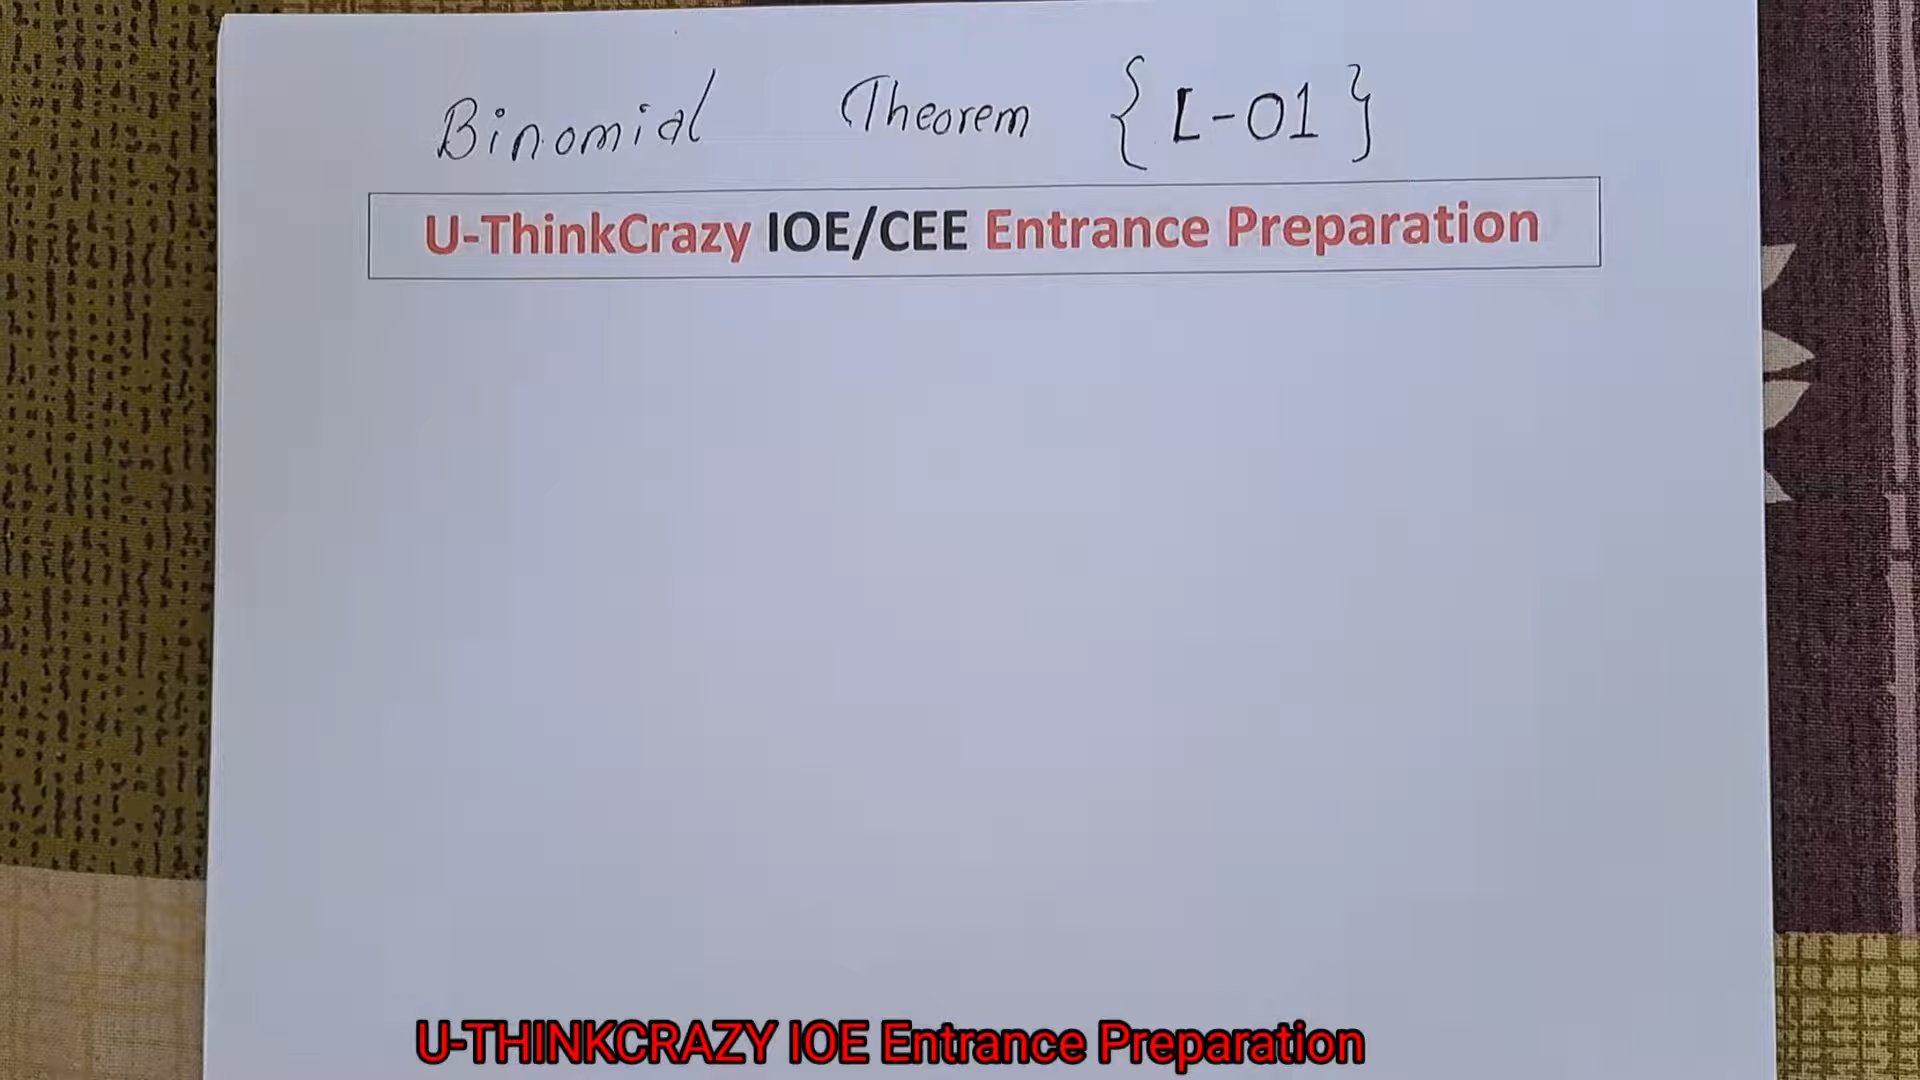 Binomial Theorem {L-01}
U-ThinkCrazy IOE/CEE Entrance Preparation
U-THINKCRAZY IOE Entrance Preparation